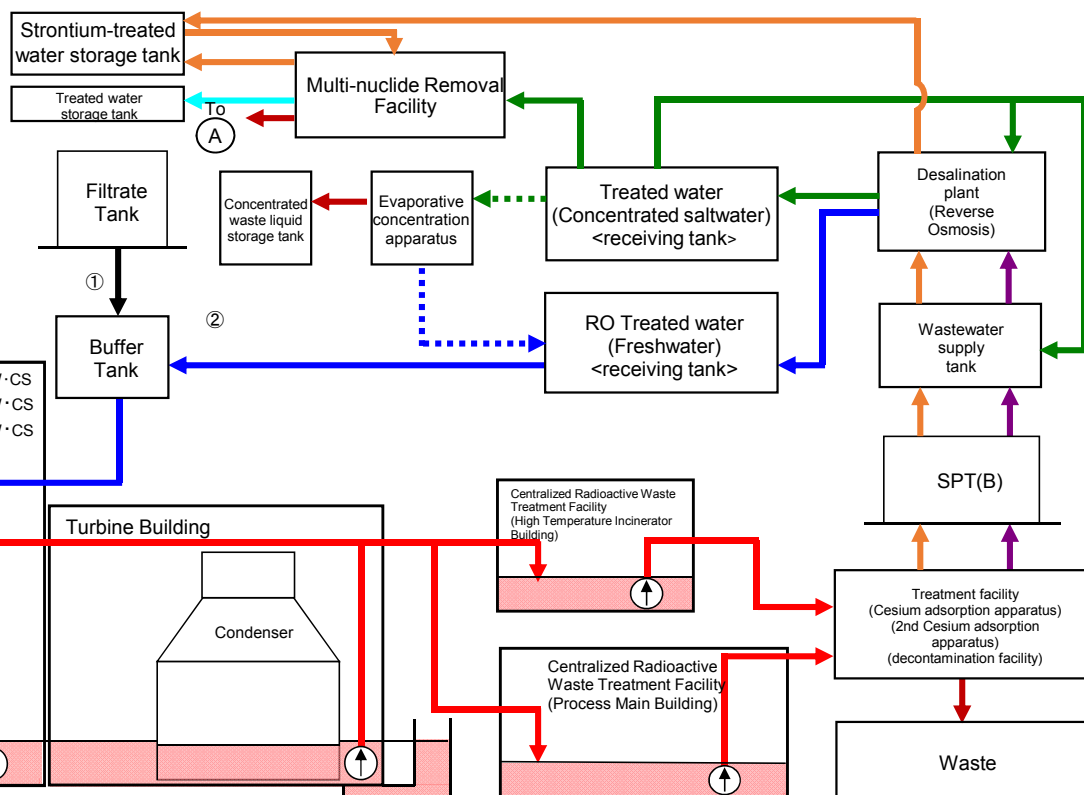 Strontium-treated
water storage tank
Multi-nuclide Removal
Facility
Treated water
storage tank
To
A
Filtrate
Tank
Concentrated
waste liquid
storage tank
Evaporative
concentration
apparatus
Treated water
(Concentrated saltwater)
<receiving tank>
Desalination
plant
(Reverse
Osmosis)
①
②
Buffer
Tank
RO Treated water
(Freshwater)
<receiving tank>
Wastewater
supply
tank
・CS
・CS
・CS
SPT(B)
Turbine Building
Condenser
Centralized Radioactive Waste
Treatment Facility
(High Temperature Incinerator
Building)
Treatment facility
(Cesium adsorption apparatus)
(2nd Cesium adsorption
apparatus)
(decontamination facility)
Centralized Radioactive
Waste Treatment Facility
(Process Main Building)
Waste